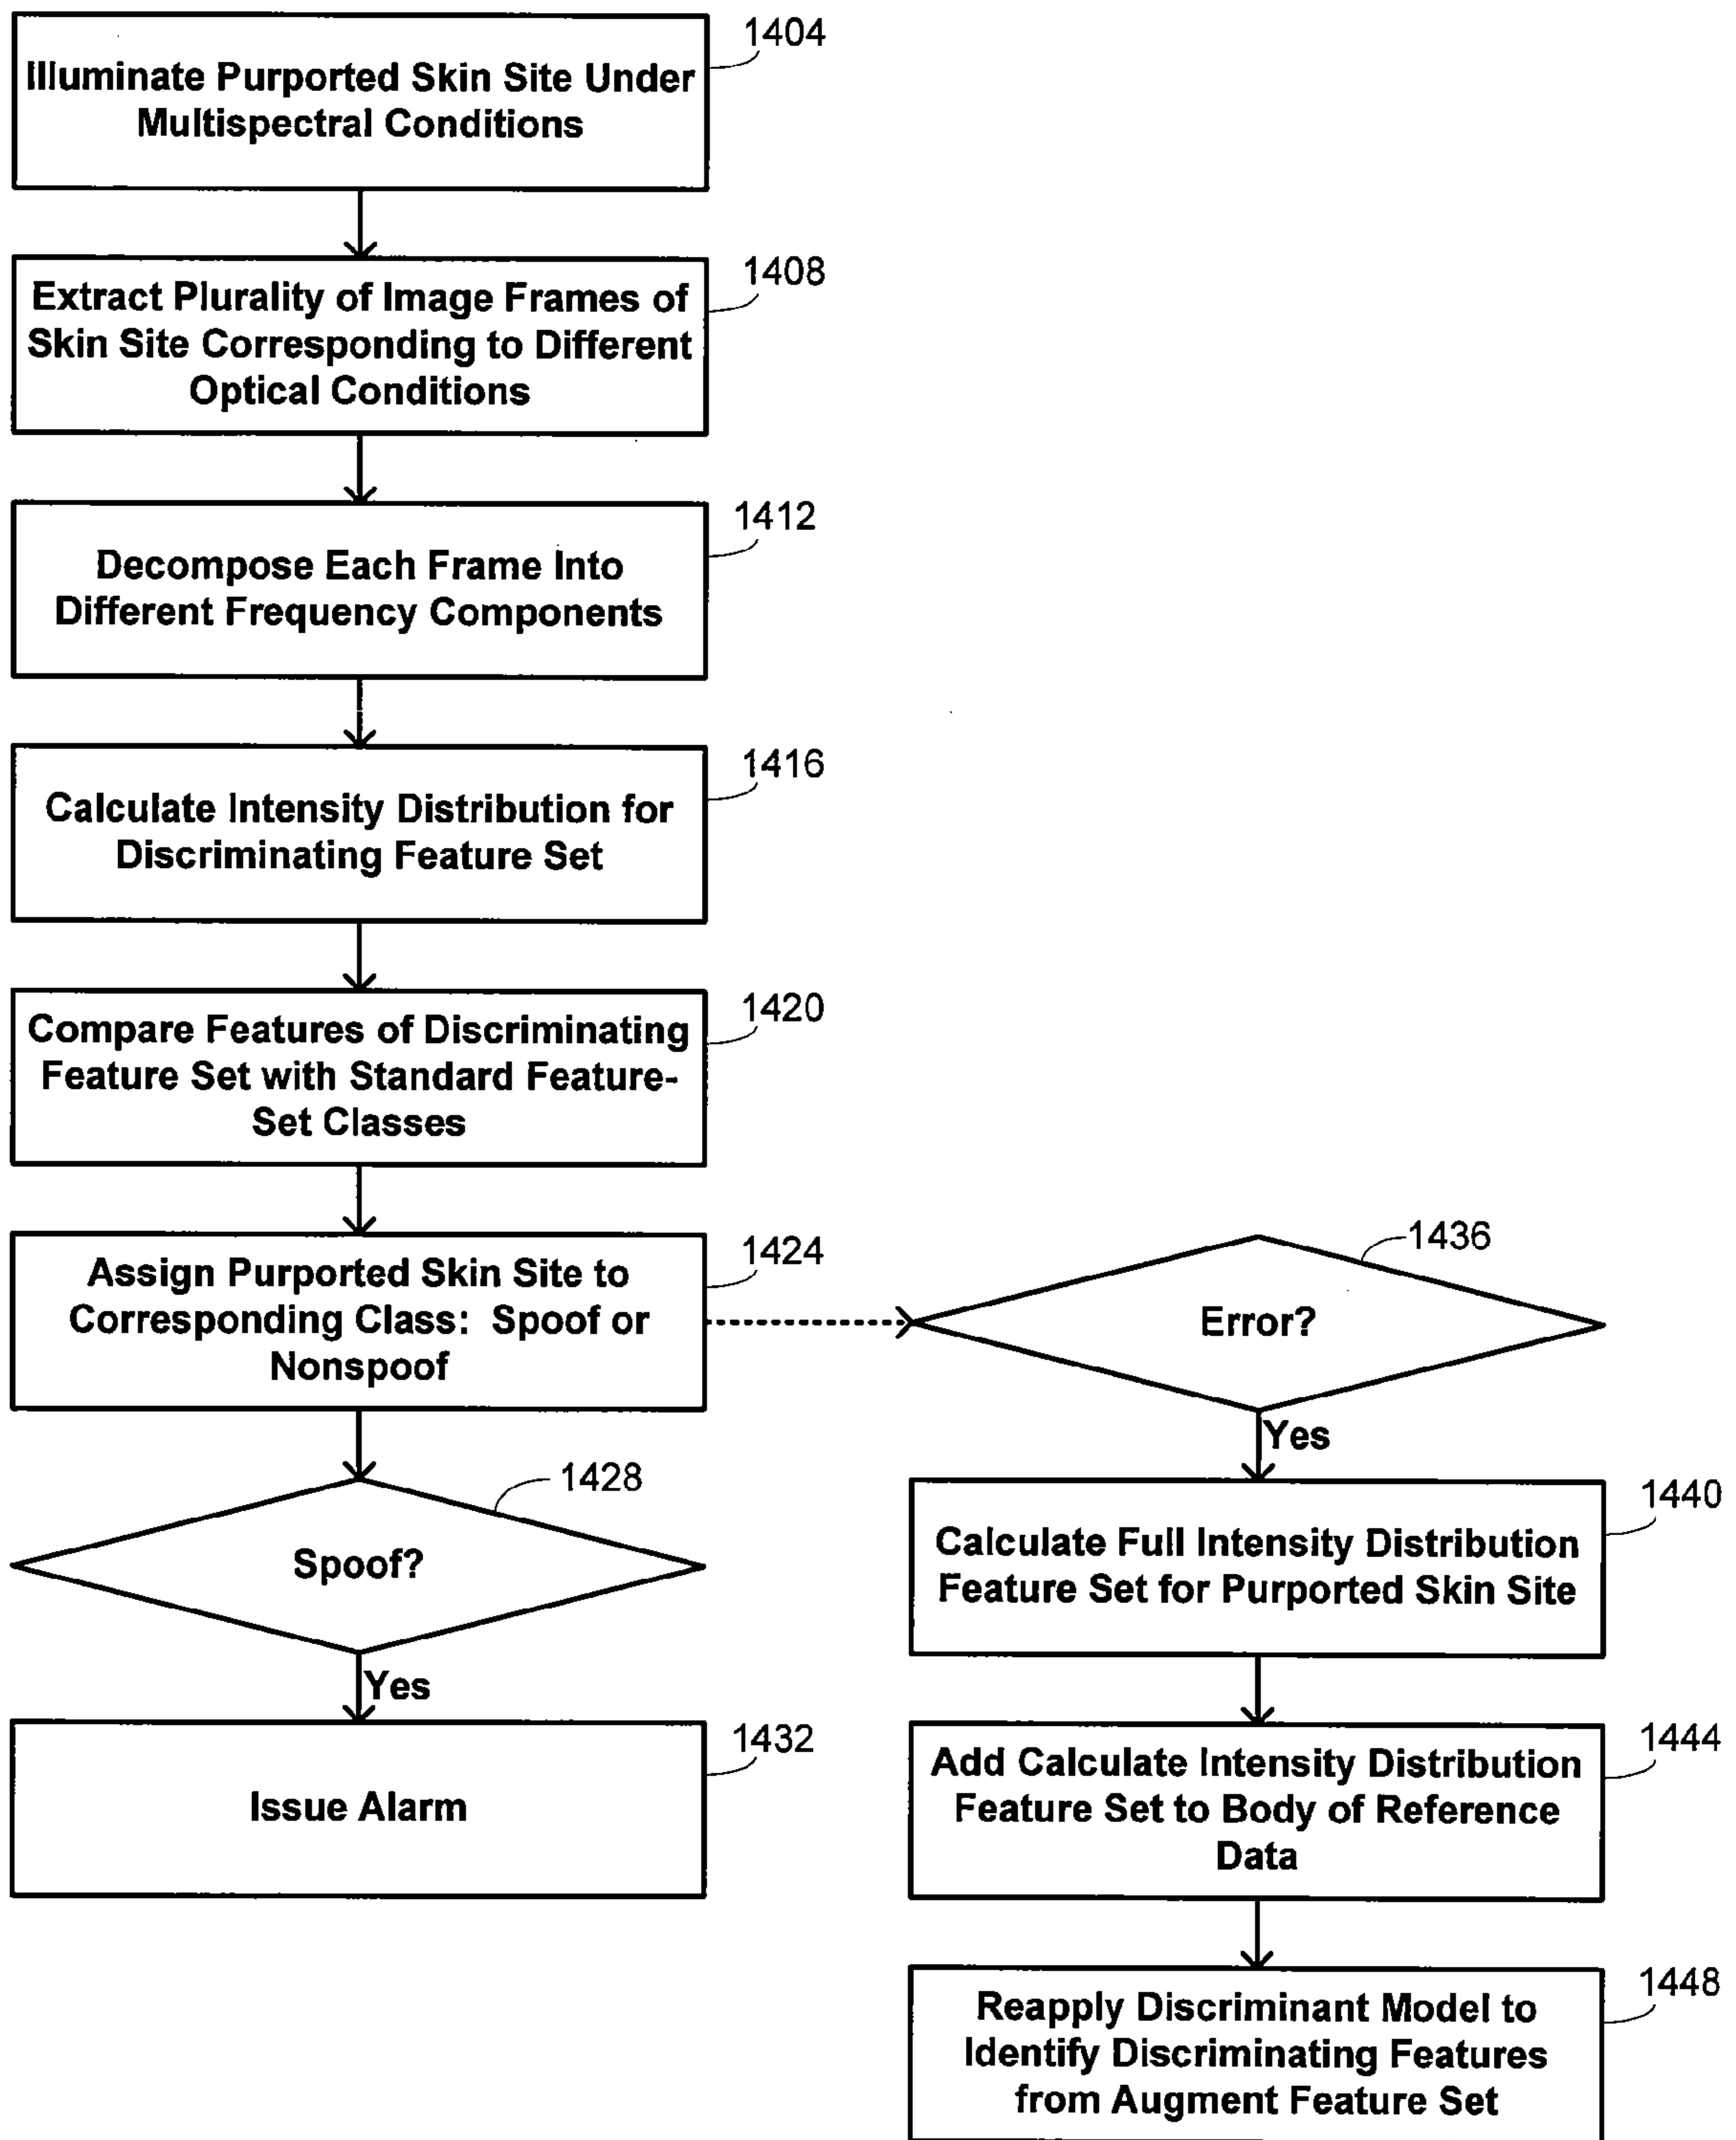 1404
Illuminate Purported Skin Site Under
Multispectral Conditions
1408
Extract Plurality of Image Frames of
Skin Site Corresponding to Different
Optical Conditions
1412
Decompose Each Frame Into
Different Frequency Components
1416
Calculate Intensity Distribution for
Discriminating Feature Set
1420
Compare Features of Discriminating
Feature Set with Standard Feature-
Set Classes
1424
Assign Purported Skin Site to
Corresponding Class: Spoof or
Nonspoof
1428
Spoof?
Yes
1432
Issue Alarm
1436
Error?
Yes
1440
Calculate Full Intensity Distribution
Feature Set for Purported Skin Site
1444
Add Calculate Intensity Distribution
Feature Set to Body of Reference
Data
1448
Reapply Discriminant Model to
Identify Discriminating Features
from Augment Feature Set